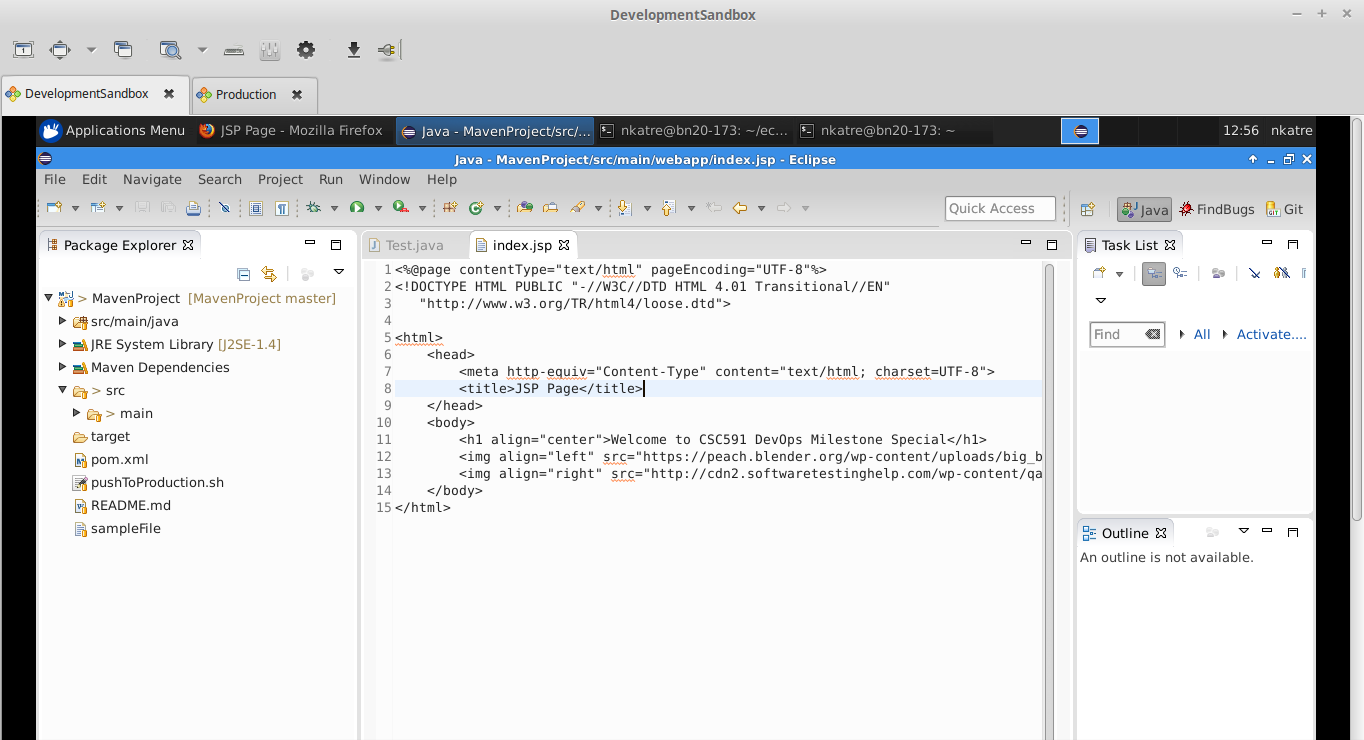 DevelopmentSandbox
DevelopmentSandbox Production
Applications Menu JSP Page - Mozilla Firefox Java - MavenProject/src/... nkatre@bn20-173: ~/ec... nkatre@bn20-173: ~ 12:56 nkatre
Java - MavenProject/src/main/webapp/index.jsp - Eclipse
File Edit Navigate Search Project Run Window Help
Quick Access Java FindBugs Git
Package Explorer
> MavenProject [MavenProject master]
src/main/java
JRE System Library [J2SE-1.4]
Maven Dependencies
> src
> main
target
pom.xml
pushToProduction.sh
README.md
sampleFile
Test.java index.jsp
1 <%@page contentType="text/html" pageEncoding="UTF-8"%>
2 <!DOCTYPE HTML PUBLIC "-//W3C//DTD HTML 4.01 Transitional//EN"
3    "http://www.w3.org/TR/html4/loose.dtd">
4
5 <html>
6     <head>
7         <meta http-equiv="Content-Type" content="text/html; charset=UTF-8">
8         <title>JSP Page</title>
9     </head>
10     <body>
11         <h1 align="center">Welcome to CSC591 DevOps Milestone Special</h1>
12         <img align="left" src="https://peach.blender.org/wp-content/uploads/big_b
13         <img align="right" src="http://cdn2.softwaretestinghelp.com/wp-content/qa
14     </body>
15 </html>
Task List
Find All Activate....
Outline
An outline is not available.